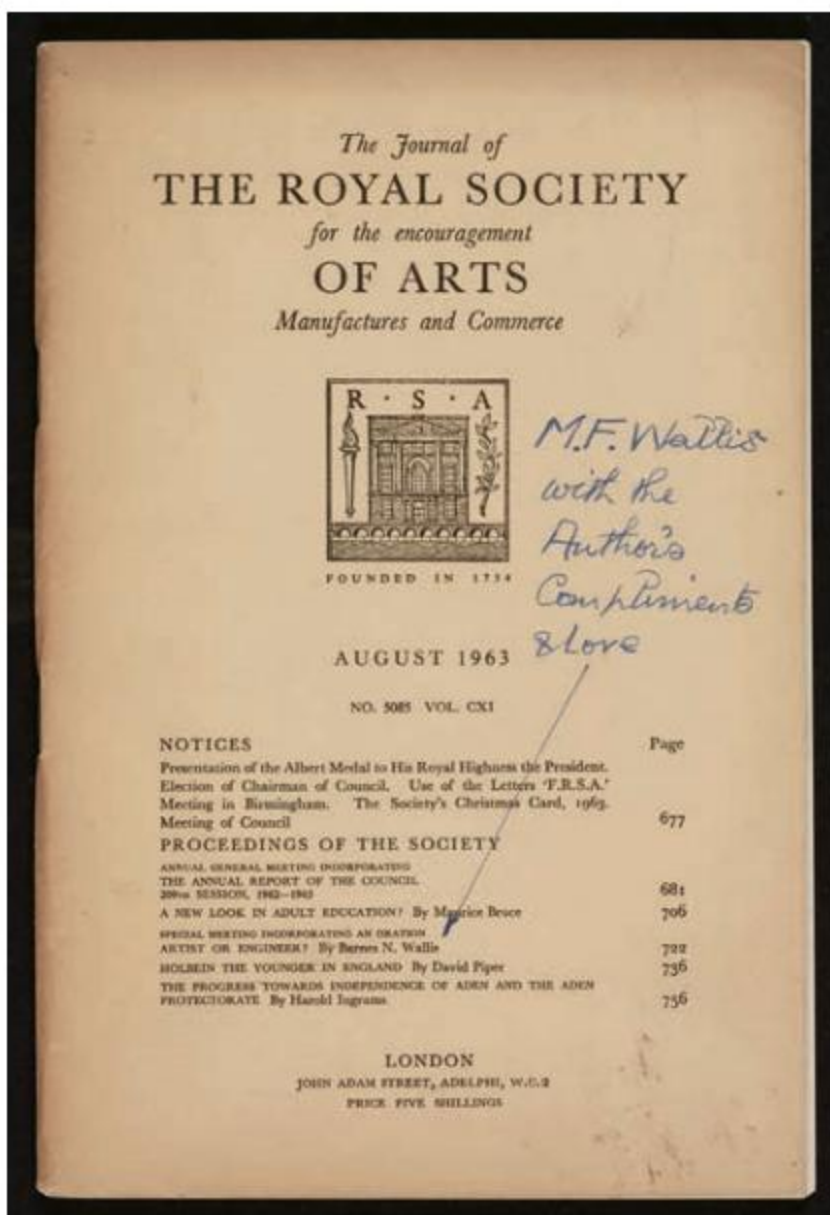 The Journal of
THE ROYAL SOCIETY
for the encouragement
OF ARTS
Manufactures and Commerce
R · S · A
FOUNDED IN 1754
M.F. Wallis
with the
Author's
Compliments
& Love
AUGUST 1963
NO. 5085 VOL. CXI
NOTICES Page
Presentation of the Albert Medal to His Royal Highness the President.
Election of Chairman of Council. Use of the Letters ‘F.R.S.A.’
Meeting in Birmingham. The Society's Christmas Card, 1963.
Meeting of Council 677
PROCEEDINGS OF THE SOCIETY
ANNUAL GENERAL MEETING INCORPORATING
THE ANNUAL REPORT OF THE COUNCIL
209TH SESSION, 1962–1963 681
A NEW LOOK IN ADULT EDUCATION? By Maurice Bruce 706
SPECIAL MEETING INCORPORATING AN ORATION
ARTIST OR ENGINEER? By Barnes N. Wallis 722
HOLBEIN THE YOUNGER IN ENGLAND By David Piper 736
THE PROGRESS TOWARDS INDEPENDENCE OF ADEN AND THE ADEN
PROTECTORATE By Harold Ingrams 756
LONDON
JOHN ADAM STREET, ADELPHI, W.C.2
PRICE FIVE SHILLINGS